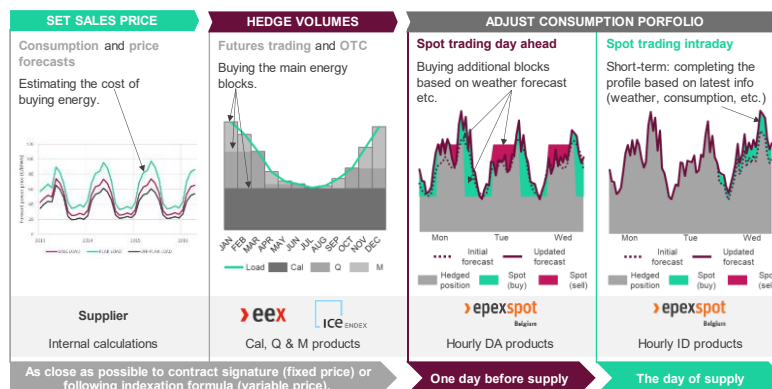 SET SALES PRICE
HEDGE VOLUMES
ADJUST CONSUMPTION PORFOLIO
Consumption and price
forecasts
Estimating the cost of
buying energy.
Futures trading and OTC
Buying the main energy
blocks.
Spot trading day ahead
Buying additional blocks
based on weather forecast
etc.
Spot trading intraday
Short-term: completing the
profile based on latest info
(weather, consumption, etc.)
JAN
FEB
MAR
APR
MAY
JUN
JUL
AUG
SEP
OCT
NOV
DEC
Load
Cal
Q
M
Mon
Tue
Wed
Initial
forecast
Updated
forecast
Hedged
position
Spot
(buy)
Spot
(sell)
Mon
Tue
Wed
Initial
forecast
Updated
forecast
Hedged
position
Spot
(buy)
Spot
(sell)
Supplier
Internal calculations
eex
ICE ENDEX
Cal, Q & M products
epexspot
Belgium
Hourly DA products
epexspot
Belgium
Hourly ID products
As close as possible to contract signature (fixed price) or
following indexation formula (variable price).
One day before supply
The day of supply